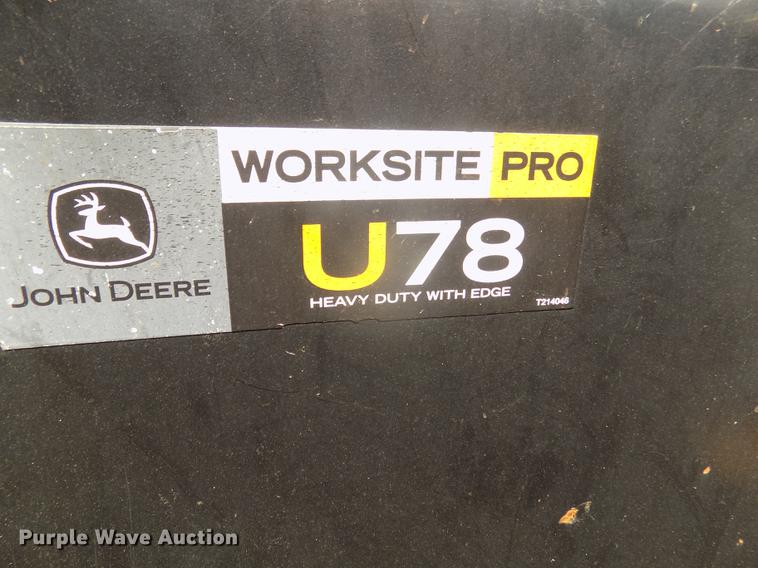 WORKSITE PRO
JOHN DEERE
U78
HEAVY DUTY WITH EDGE
T214046
Purple Wave Auction